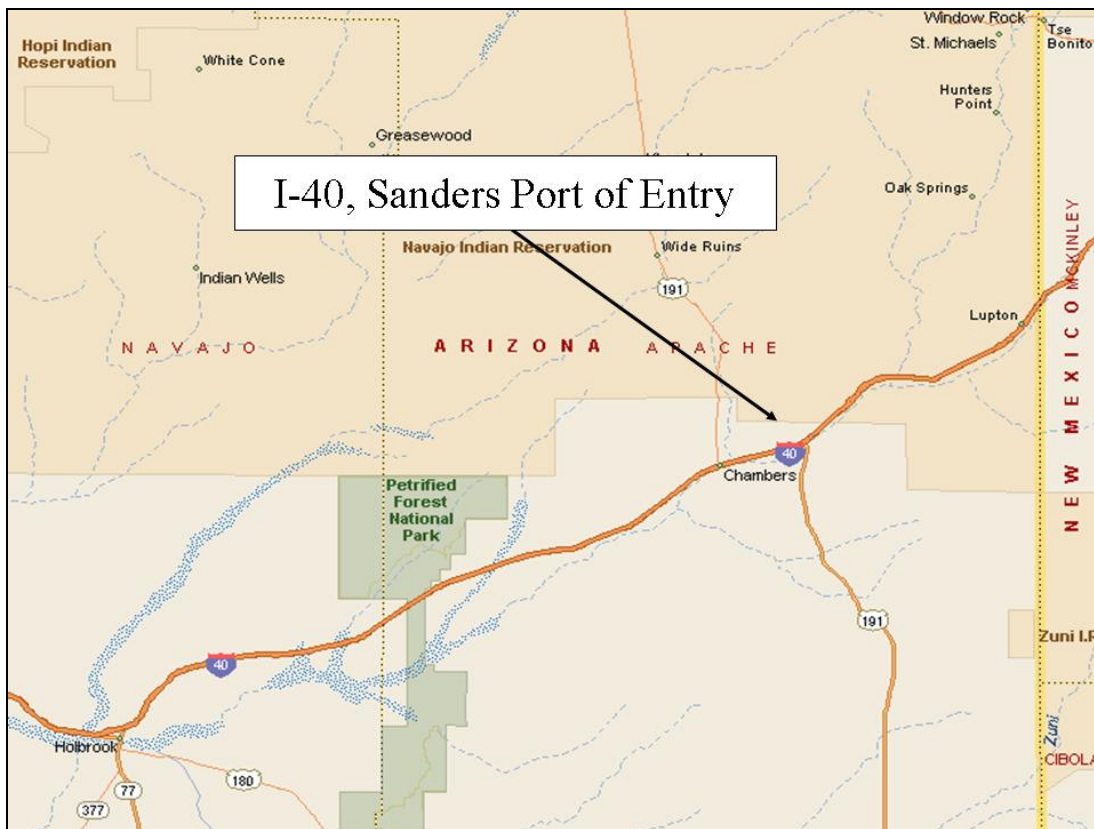 Window Rock
Hopi Indian
Reservation
St. Michaels
Tse
Bonito
White Cone
Hunters
Point
Greasewood
I-40, Sanders Port of Entry
Oak Springs
Navajo Indian Reservation
Wide Ruins
Indian Wells
191
MCKINLEY
Lupton
NAVAJO
ARIZONA
APACHE
NEW MEXICO
40
Chambers
Petrified
Forest
National
Park
191
Zuni I.R
40
Zuni
Holbrook
CIBOLA
180
77
377